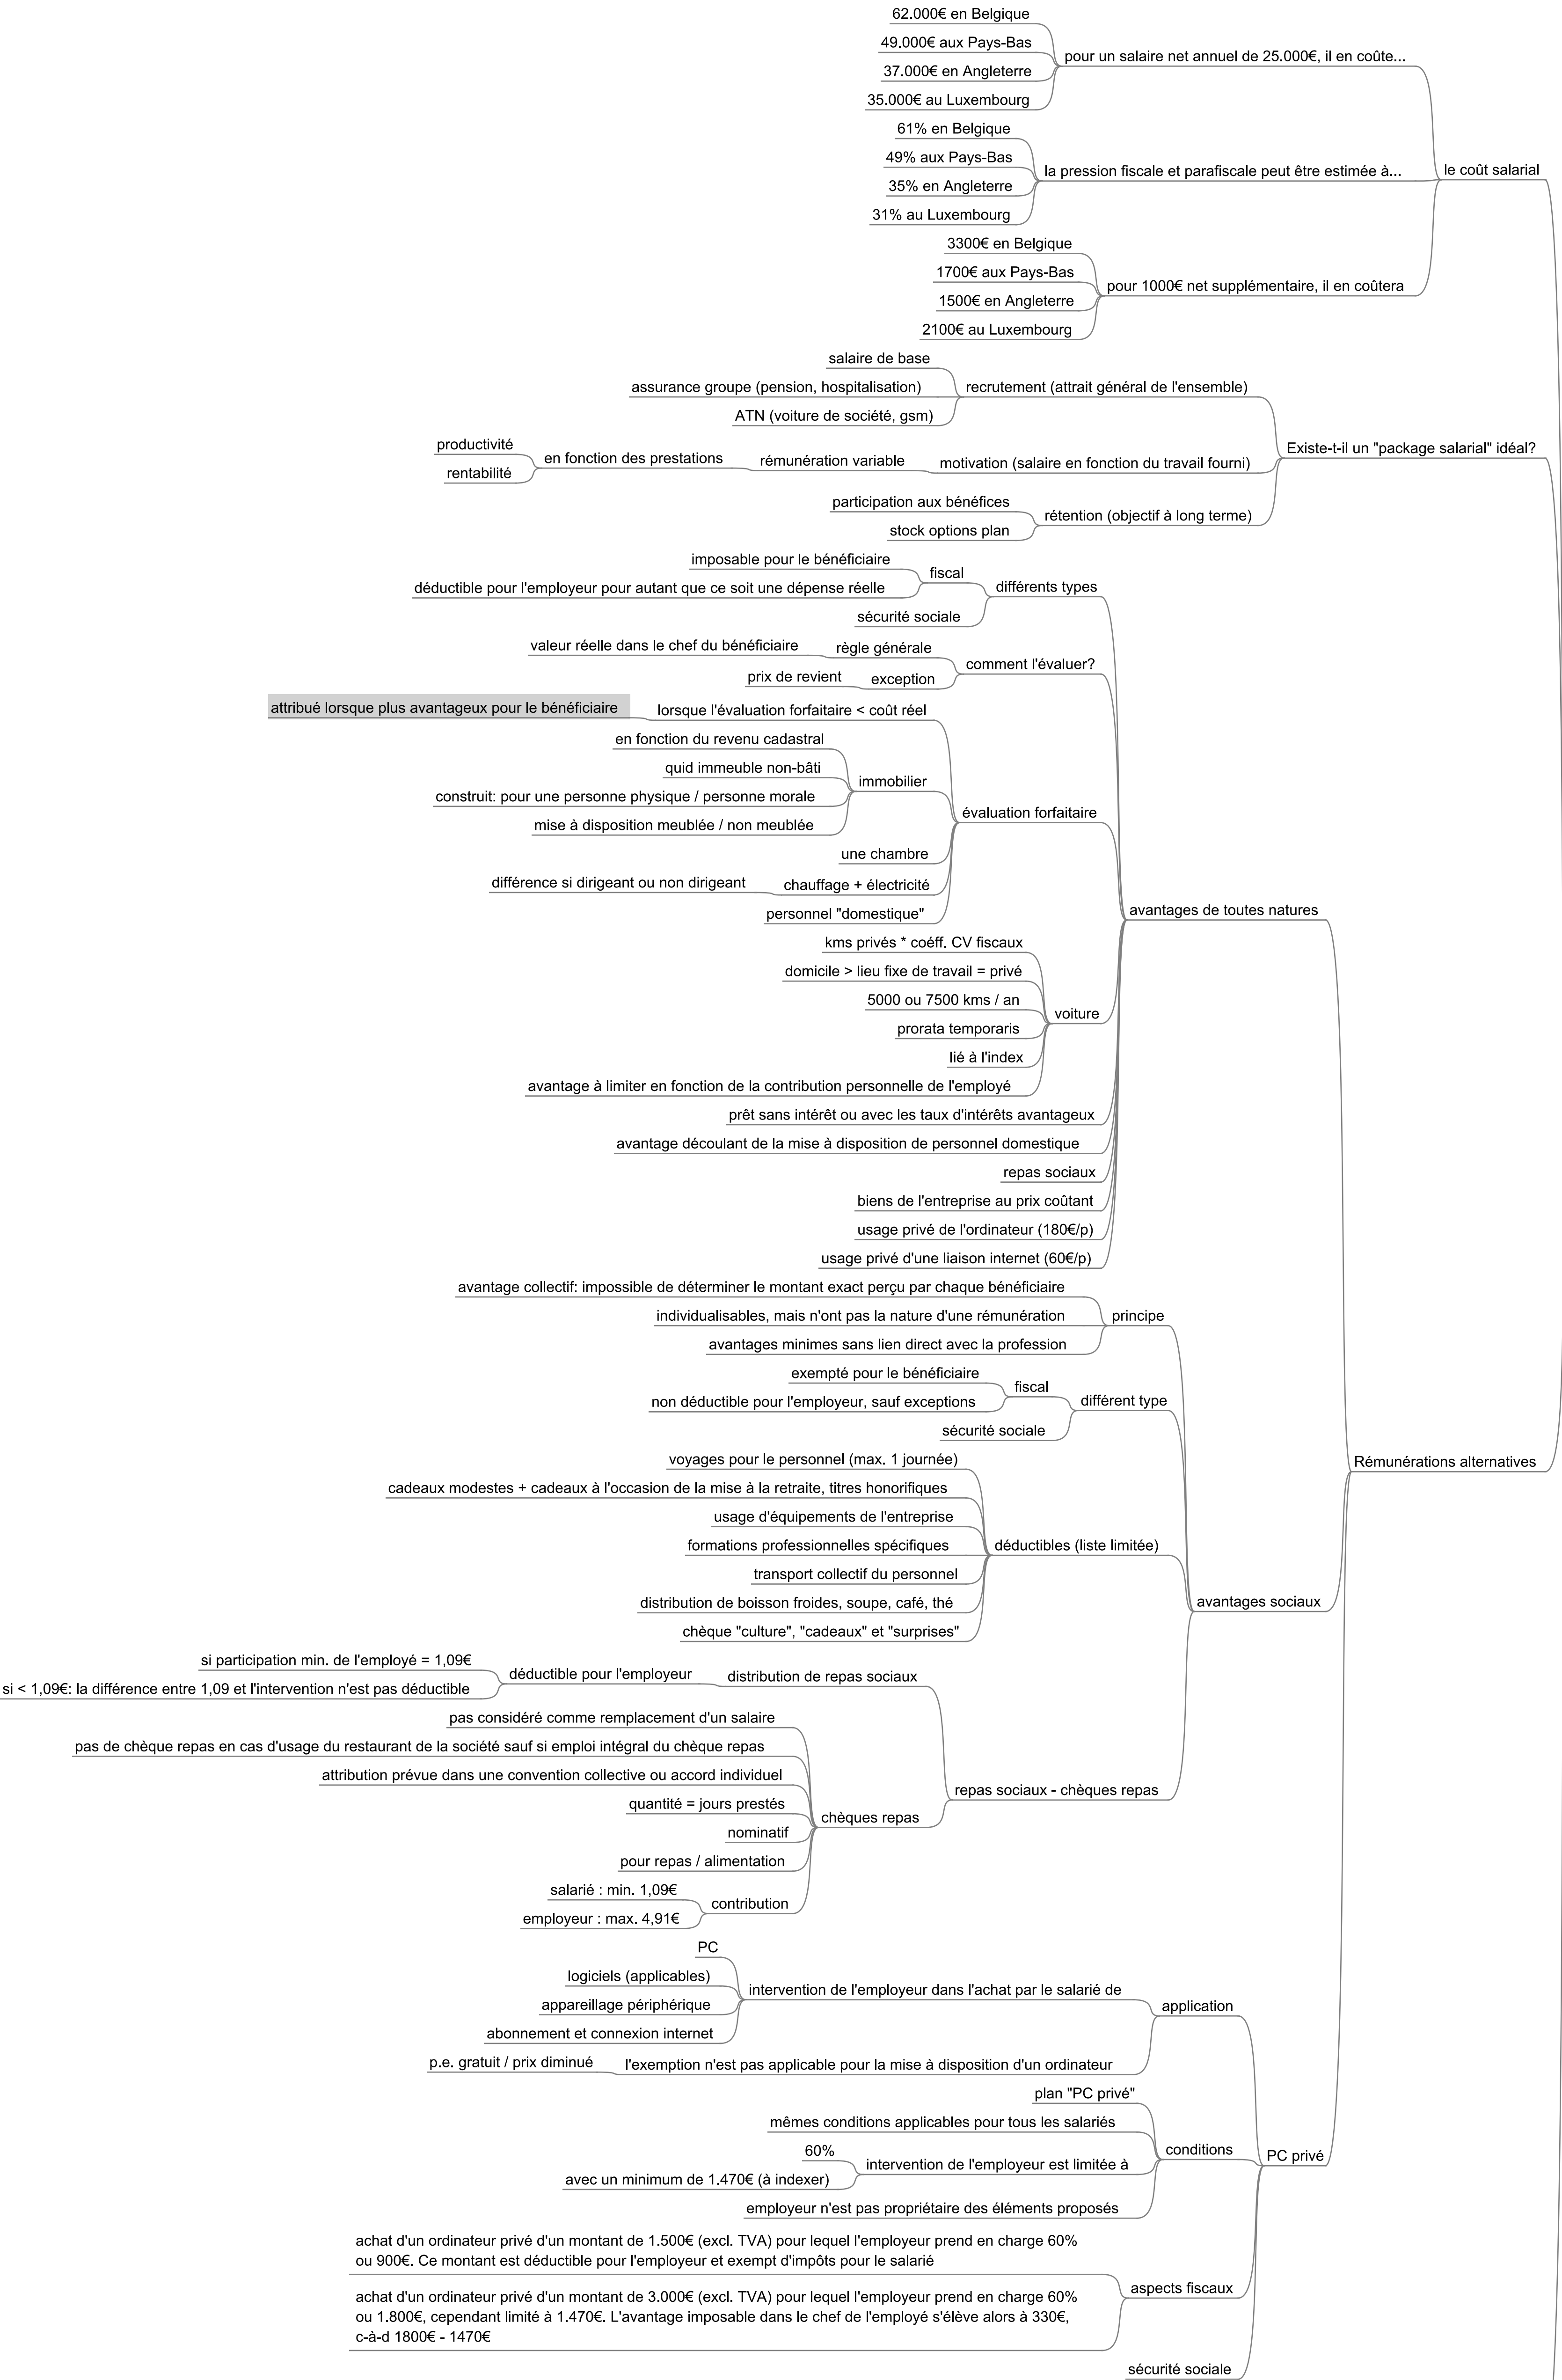 62.000€ en Belgique
49.000€ aux Pays-Bas
37.000€ en Angleterre
35.000€ au Luxembourg
pour un salaire net annuel de 25.000€, il en coûte...
61% en Belgique
49% aux Pays-Bas
35% en Angleterre
31% au Luxembourg
la pression fiscale et parafiscale peut être estimée à...
3300€ en Belgique
1700€ aux Pays-Bas
1500€ en Angleterre
2100€ au Luxembourg
pour 1000€ net supplémentaire, il en coûtera
le coût salarial
salaire de base
assurance groupe (pension, hospitalisation)
ATN (voiture de société, gsm)
recrutement (attrait général de l'ensemble)
productivité
rentabilité
en fonction des prestations
rémunération variable
motivation (salaire en fonction du travail fourni)
participation aux bénéfices
stock options plan
rétention (objectif à long terme)
Existe-t-il un "package salarial" idéal?
imposable pour le bénéficiaire
déductible pour l'employeur pour autant que ce soit une dépense réelle
fiscal
sécurité sociale
différents types
valeur réelle dans le chef du bénéficiaire
règle générale
prix de revient
exception
comment l'évaluer?
attribué lorsque plus avantageux pour le bénéficiaire
lorsque l'évaluation forfaitaire < coût réel
en fonction du revenu cadastral
quid immeuble non-bâti
construit: pour une personne physique / personne morale
mise à disposition meublée / non meublée
immobilier
une chambre
différence si dirigeant ou non dirigeant
chauffage + électricité
personnel "domestique"
évaluation forfaitaire
kms privés * coéff. CV fiscaux
domicile > lieu fixe de travail = privé
5000 ou 7500 kms / an
prorata temporaris
lié à l'index
avantage à limiter en fonction de la contribution personnelle de l'employé
voiture
prêt sans intérêt ou avec les taux d'intérêts avantageux
avantage découlant de la mise à disposition de personnel domestique
repas sociaux
biens de l'entreprise au prix coûtant
usage privé de l'ordinateur (180€/p)
usage privé d'une liaison internet (60€/p)
avantages de toutes natures
avantage collectif: impossible de déterminer le montant exact perçu par chaque bénéficiaire
individualisables, mais n'ont pas la nature d'une rémunération
avantages minimes sans lien direct avec la profession
principe
exempté pour le bénéficiaire
non déductible pour l'employeur, sauf exceptions
fiscal
sécurité sociale
différent type
voyages pour le personnel (max. 1 journée)
cadeaux modestes + cadeaux à l'occasion de la mise à la retraite, titres honorifiques
usage d'équipements de l'entreprise
formations professionnelles spécifiques
transport collectif du personnel
distribution de boisson froides, soupe, café, thé
chèque "culture", "cadeaux" et "surprises"
déductibles (liste limitée)
si participation min. de l'employé = 1,09€
si < 1,09€: la différence entre 1,09 et l'intervention n'est pas déductible
déductible pour l'employeur
distribution de repas sociaux
pas considéré comme remplacement d'un salaire
pas de chèque repas en cas d'usage du restaurant de la société sauf si emploi intégral du chèque repas
attribution prévue dans une convention collective ou accord individuel
quantité = jours prestés
nominatif
pour repas / alimentation
salarié : min. 1,09€
employeur : max. 4,91€
contribution
chèques repas
repas sociaux - chèques repas
avantages sociaux
PC
logiciels (applicables)
appareillage périphérique
abonnement et connexion internet
intervention de l'employeur dans l'achat par le salarié de
p.e. gratuit / prix diminué
l'exemption n'est pas applicable pour la mise à disposition d'un ordinateur
application
plan "PC privé"
mêmes conditions applicables pour tous les salariés
60%
avec un minimum de 1.470€ (à indexer)
intervention de l'employeur est limitée à
employeur n'est pas propriétaire des éléments proposés
conditions
achat d'un ordinateur privé d'un montant de 1.500€ (excl. TVA) pour lequel l'employeur prend en charge 60%
ou 900€. Ce montant est déductible pour l'employeur et exempt d'impôts pour le salarié
achat d'un ordinateur privé d'un montant de 3.000€ (excl. TVA) pour lequel l'employeur prend en charge 60%
ou 1.800€, cependant limité à 1.470€. L'avantage imposable dans le chef de l'employé s'élève alors à 330€,
c-à-d 1800€ - 1470€
aspects fiscaux
sécurité sociale
PC privé
Rémunérations alternatives